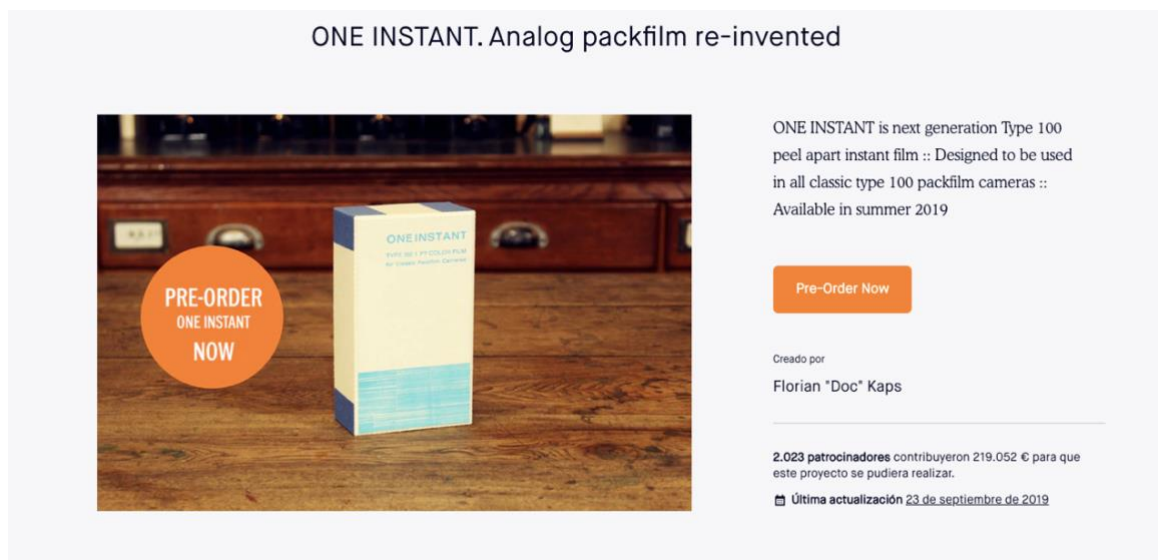 ONE INSTANT. Analog packfilm re-invented
ONE INSTANT is next generation Type 100
peel apart instant film :: Designed to be used
in all classic type 100 packfilm cameras ::
Available in summer 2019
PRE-ORDER
ONE INSTANT
NOW
ONE INSTANT
Pre-Order Now
Creado por
Florian "Doc" Kaps
2.023 patrocinadores contribuyeron 219.052 € para que
este proyecto se pudiera realizar.
Última actualización 23 de septiembre de 2019